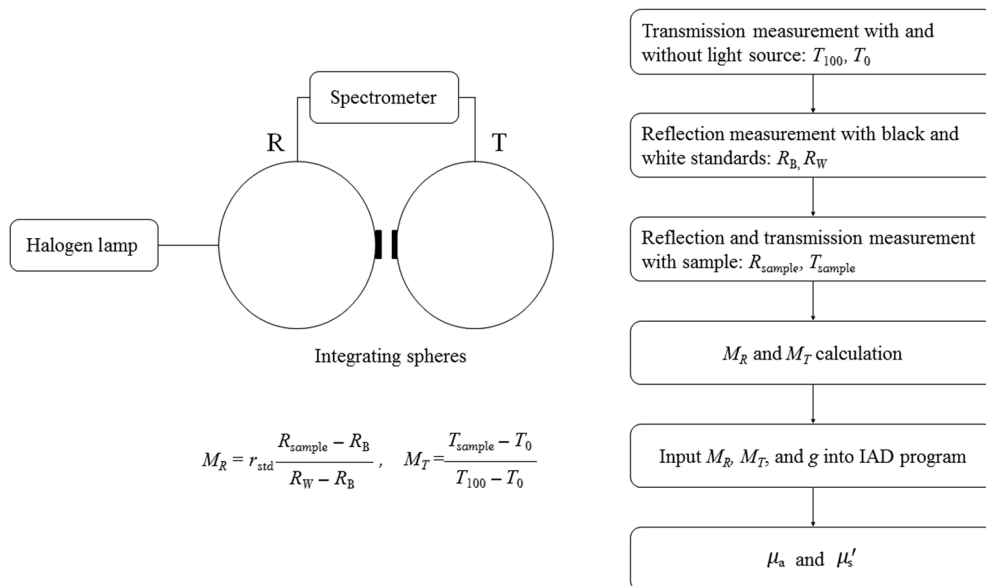 Spectrometer
R
T
Halogen lamp
Integrating spheres
M_R = r_std (R_sample − R_B) / (R_W − R_B) , M_T = (T_sample − T_0) / (T_100 − T_0)
Transmission measurement with and
without light source: T_100, T_0
Reflection measurement with black and
white standards: R_B, R_W
Reflection and transmission measurement
with sample: R_sample, T_sample
M_R and M_T calculation
Input M_R, M_T, and g into IAD program
μ_a and μ_s′